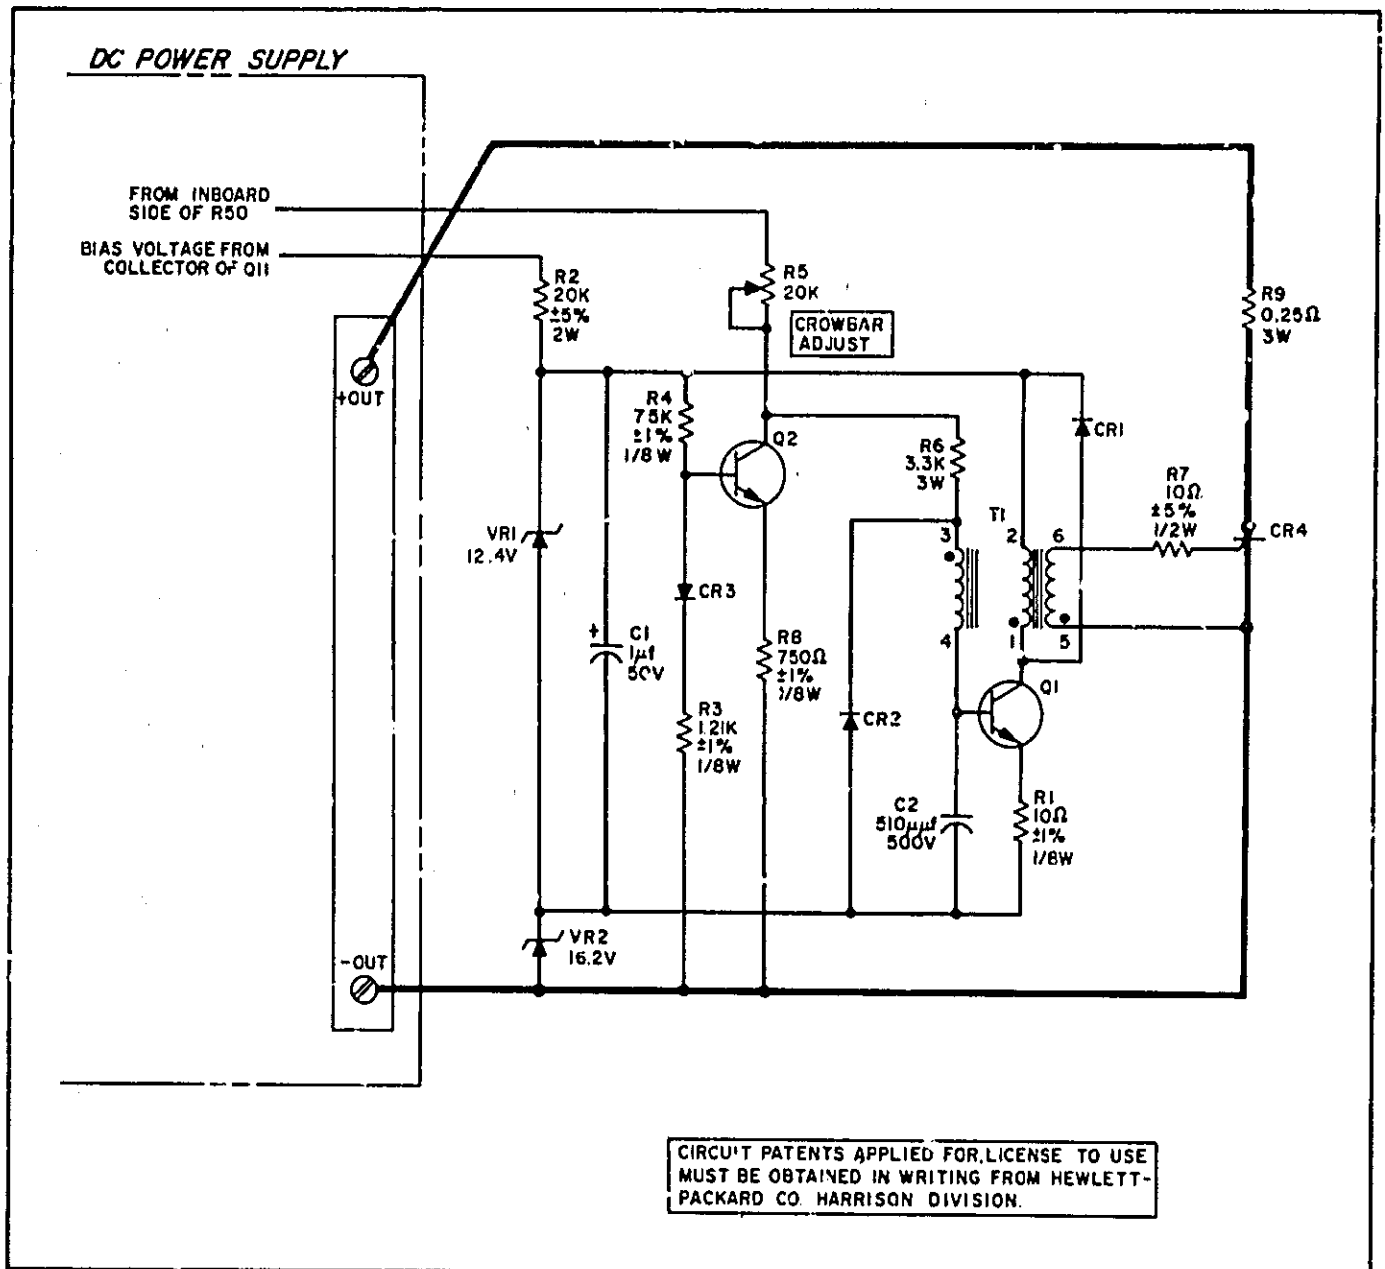 DC POWER SUPPLY
FROM INBOARD
SIDE OF R50
BIAS VOLTAGE FROM
COLLECTOR OF Q11
R2
20K
±5%
2W
R5
20K
CROWBAR
ADJUST
R9
0.25Ω
3W
+OUT
R4
75K
±1%
1/8W
Q2
R6
3.3K
3W
CR1
R7
10Ω
±5%
1/2W
CR4
VR1
12.4V
3
T1
2
6
CR3
+
C1
1µf
50V
R8
750Ω
±1%
1/8W
4
1
5
Q1
R3
1.21K
±1%
1/8W
CR2
C2
510µµf
500V
R1
10Ω
±1%
1/8W
VR2
16.2V
-OUT
CIRCUIT PATENTS APPLIED FOR, LICENSE TO USE
MUST BE OBTAINED IN WRITING FROM HEWLETT-
PACKARD CO. HARRISON DIVISION.